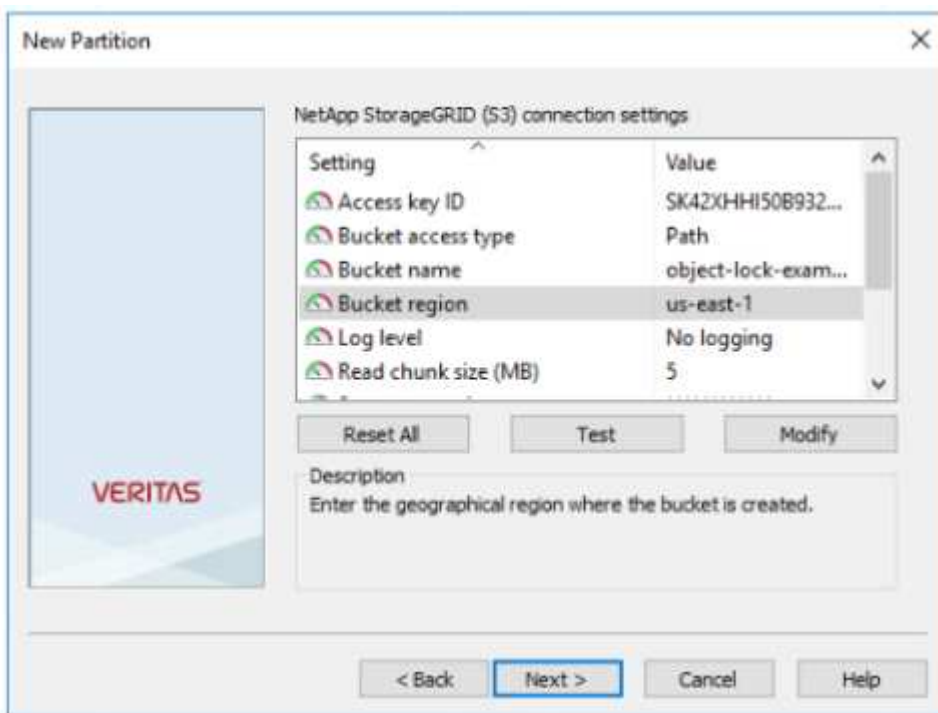 New Partition
NetApp StorageGRID (S3) connection settings
Setting Value
Access key ID SK42XHHI50B932...
Bucket access type Path
Bucket name object-lock-exam...
Bucket region us-east-1
Log level No logging
Read chunk size (MB) 5
Reset All Test Modify
VERITAS
Description
Enter the geographical region where the bucket is created.
< Back Next > Cancel Help